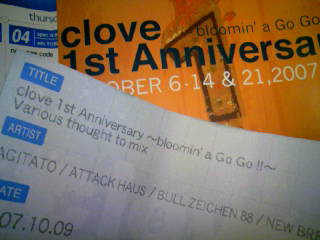 thursd
04
clove bloomin' a Go Go
1st Anniversa
OBER 6-14 & 21,2007
TITLE
clove 1st Anniversary ～bloomin' a Go Go !!～
Various thought to mix
ARTIST
AGITATO / ATTACK HAUS / BULL ZEICHEN 88 / NEW BRE
ATE
07.10.09